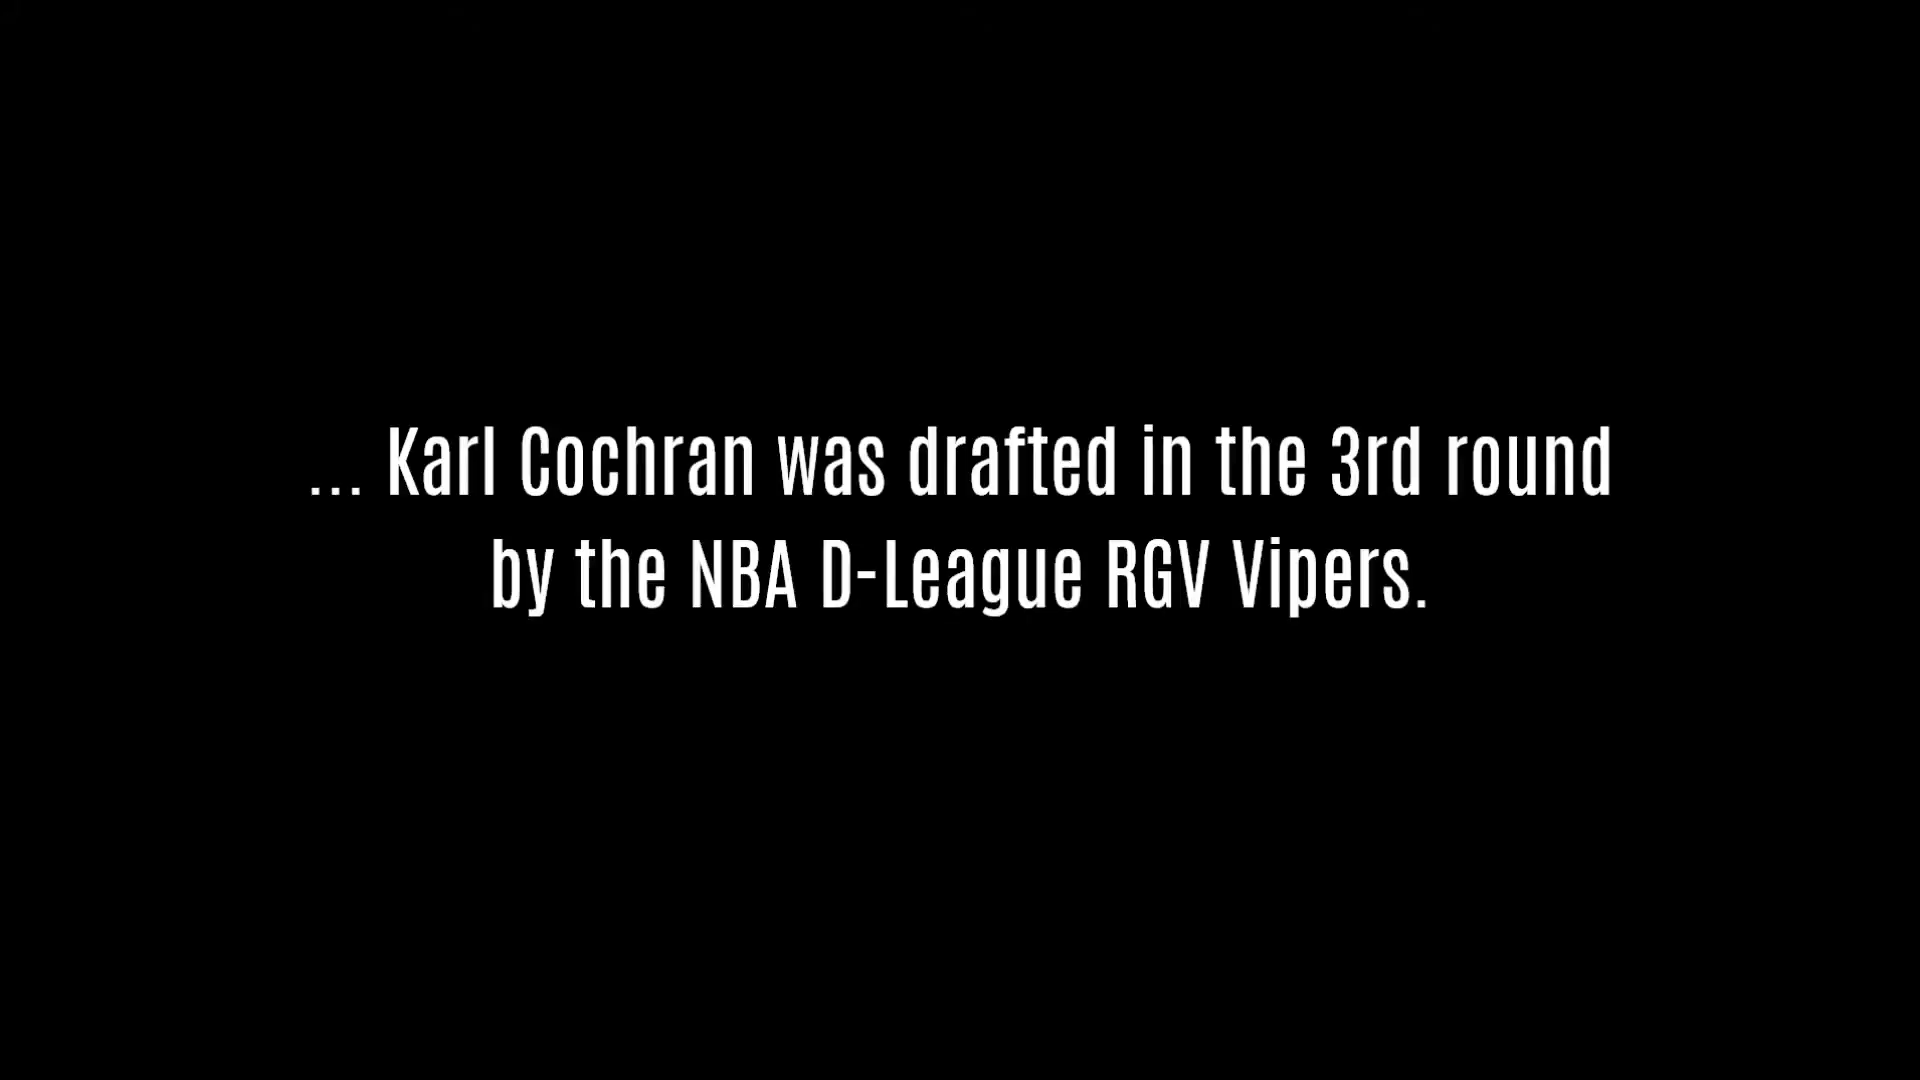 ... Karl Cochran was drafted in the 3rd round
by the NBA D-League RGV Vipers.